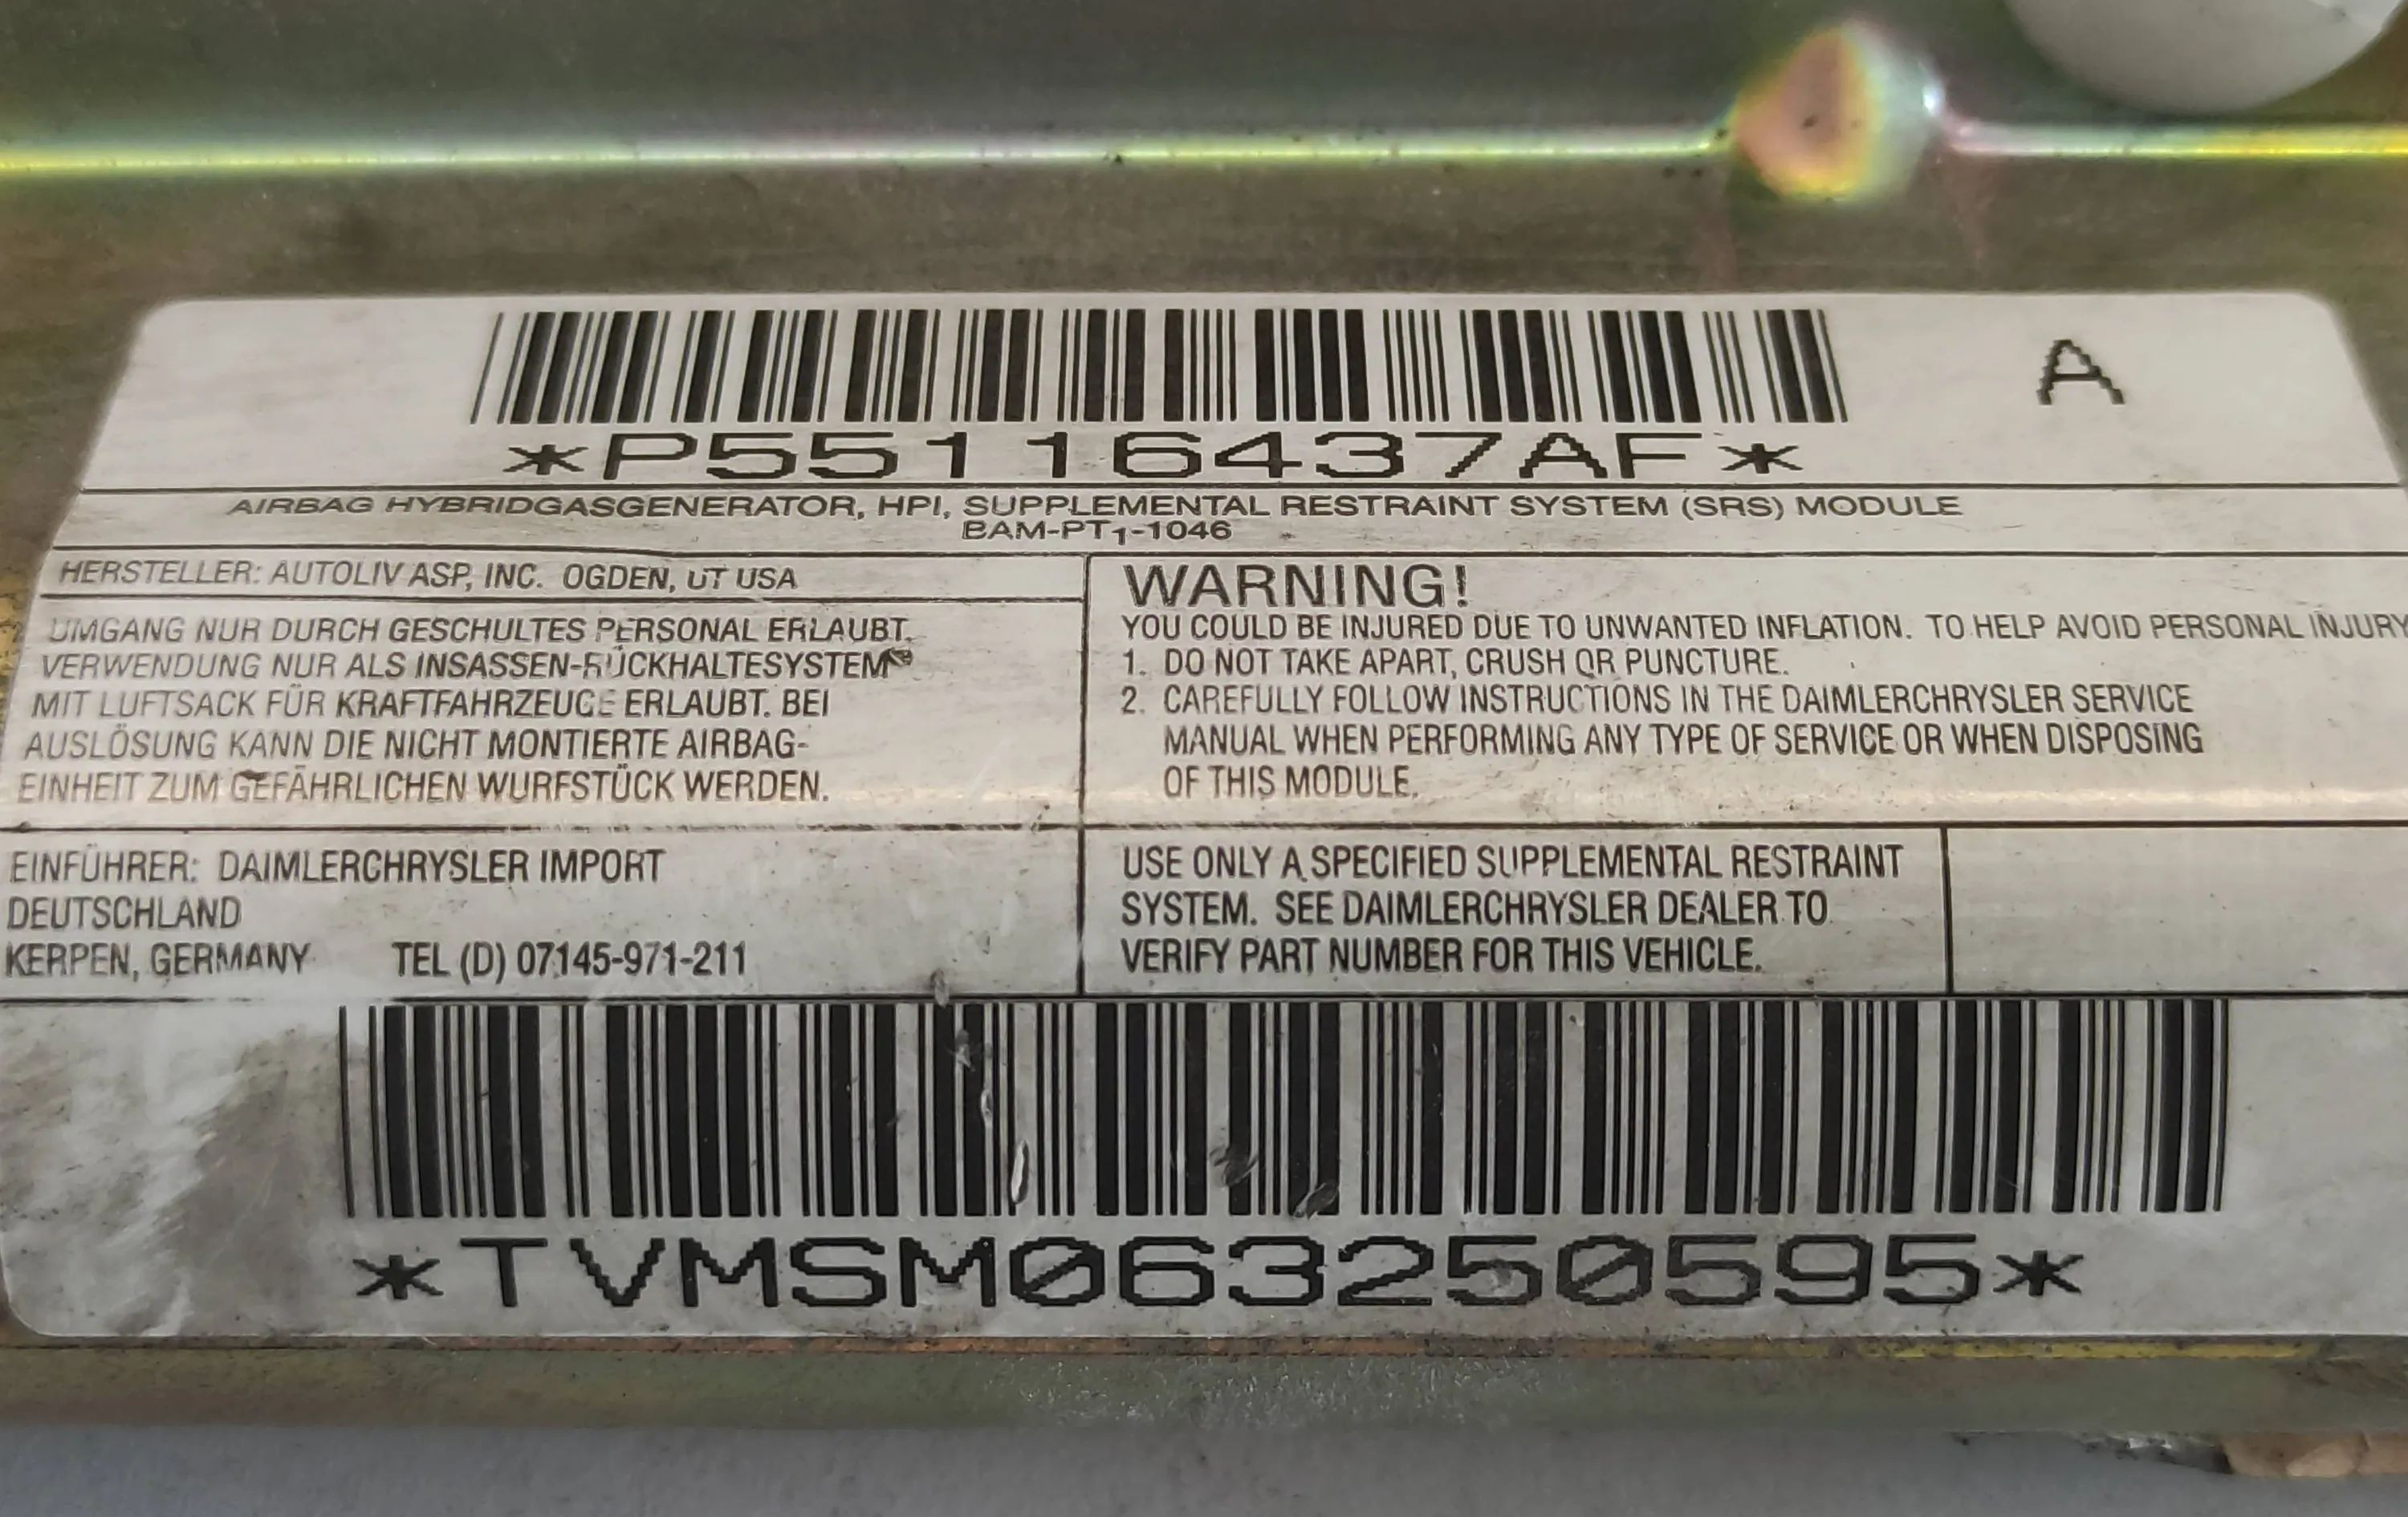 A
*P55116437AF*
AIRBAG HYBRIDGASGENERATOR, HPI, SUPPLEMENTAL RESTRAINT SYSTEM (SRS) MODULE
BAM-PT1-1046
HERSTELLER: AUTOLIV ASP, INC. OGDEN, UT USA
UMGANG NUR DURCH GESCHULTES PERSONAL ERLAUBT.
VERWENDUNG NUR ALS INSASSEN-RÜCKHALTESYSTEM
MIT LUFTSACK FÜR KRAFTFAHRZEUGE ERLAUBT. BEI
AUSLÖSUNG KANN DIE NICHT MONTIERTE AIRBAG-
EINHEIT ZUM GEFÄHRLICHEN WURFSTÜCK WERDEN.
WARNING!
YOU COULD BE INJURED DUE TO UNWANTED INFLATION. TO HELP AVOID PERSONAL INJURY
1. DO NOT TAKE APART, CRUSH OR PUNCTURE.
2. CAREFULLY FOLLOW INSTRUCTIONS IN THE DAIMLERCHRYSLER SERVICE
MANUAL WHEN PERFORMING ANY TYPE OF SERVICE OR WHEN DISPOSING
OF THIS MODULE.
EINFÜHRER: DAIMLERCHRYSLER IMPORT
DEUTSCHLAND
KERPEN, GERMANY TEL (D) 07145-971-211
USE ONLY A SPECIFIED SUPPLEMENTAL RESTRAINT
SYSTEM. SEE DAIMLERCHRYSLER DEALER TO
VERIFY PART NUMBER FOR THIS VEHICLE.
*TVMSM063250595*